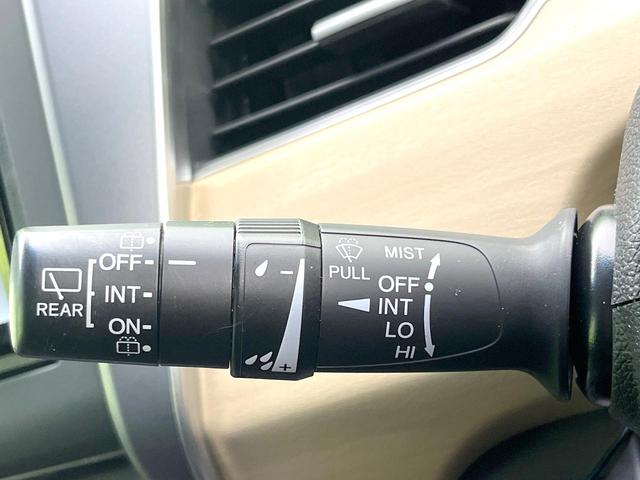 REAR
OFF
INT
ON
-
+
PULL
MIST
OFF
INT
LO
HI